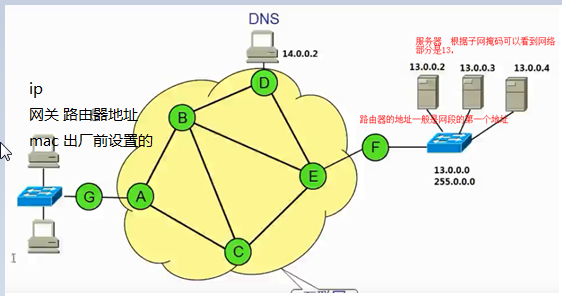 DNS
14.0.0.2
服务器 根据子网掩码可以看到网络
部分是13.
13.0.0.2
13.0.0.3
13.0.0.4
ip
网关 路由器地址
mac 出厂前设置的
路由器的地址一般是网段的第一个地址
D
B
F
E
G
A
C
13.0.0.0
255.0.0.0